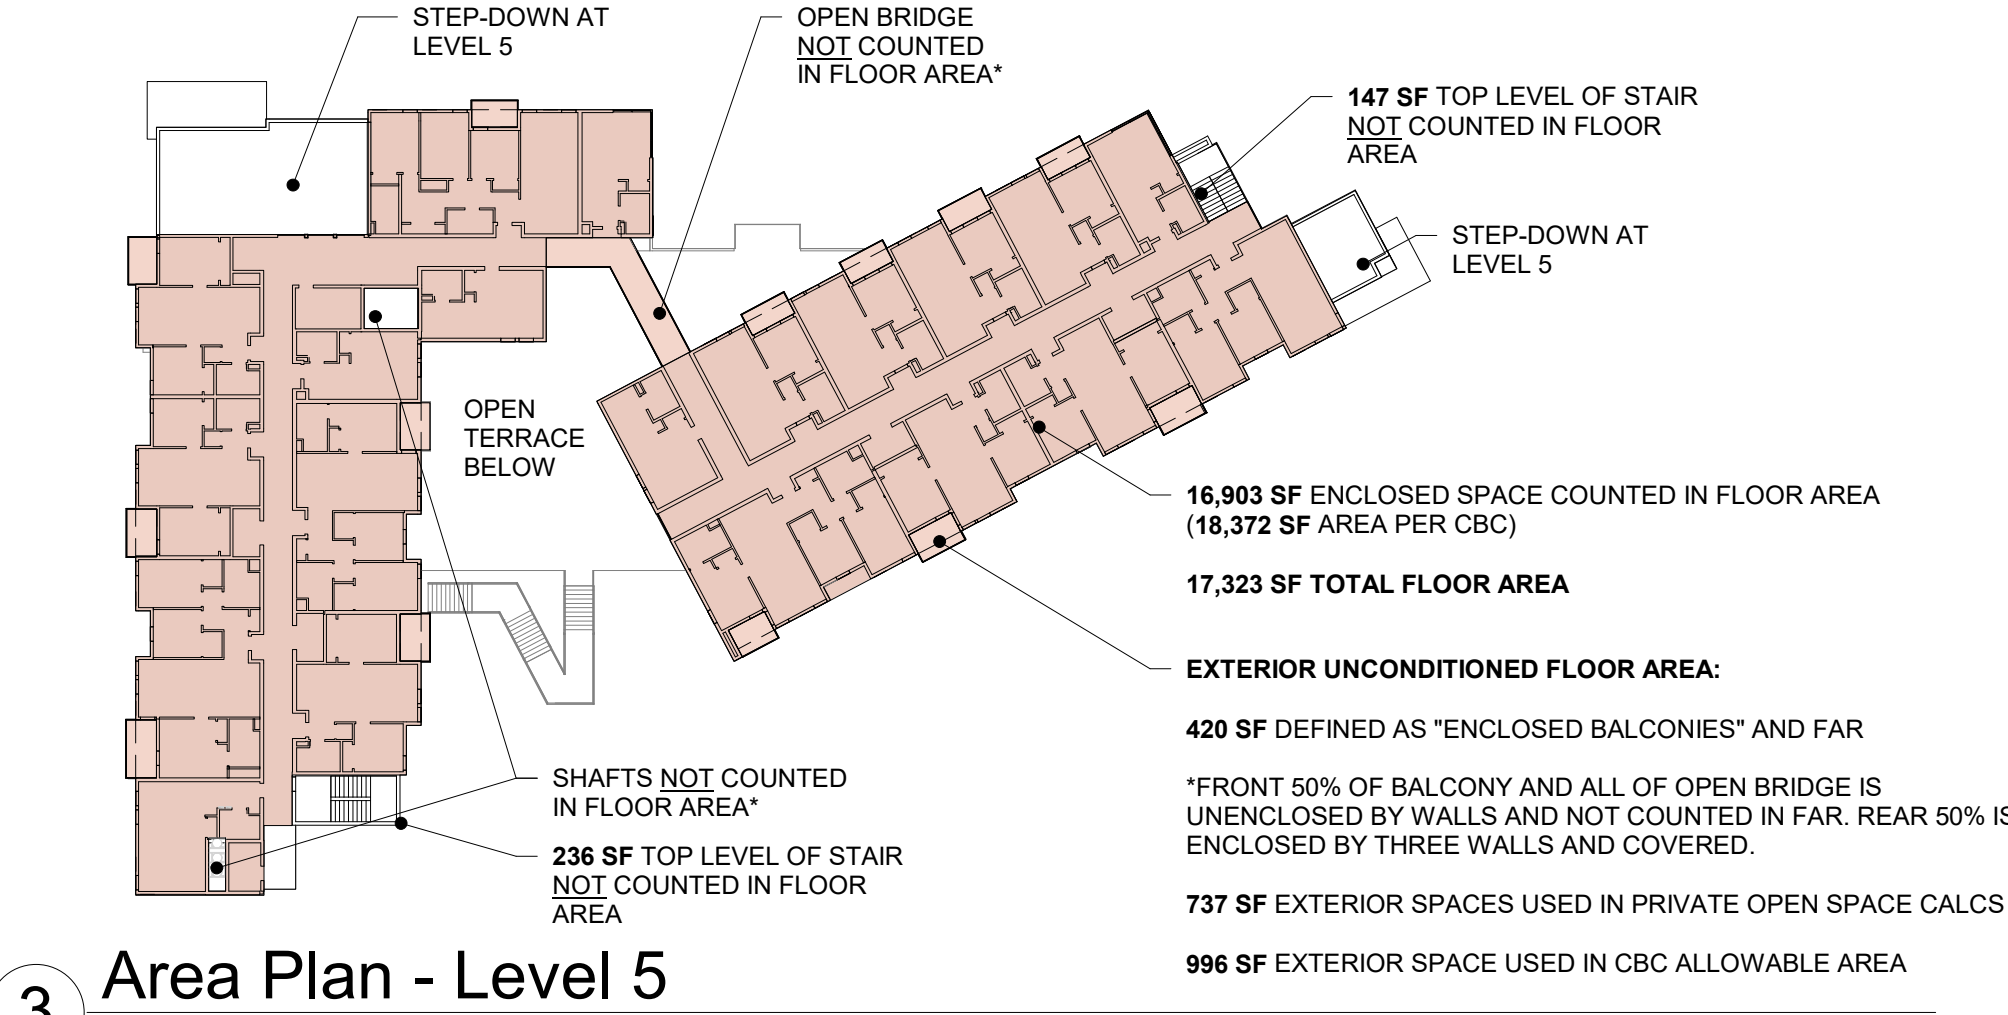 STEP-DOWN AT
LEVEL 5
OPEN BRIDGE
NOT COUNTED
IN FLOOR AREA*
147 SF TOP LEVEL OF STAIR
NOT COUNTED IN FLOOR
AREA
STEP-DOWN AT
LEVEL 5
OPEN
TERRACE
BELOW
16,903 SF ENCLOSED SPACE COUNTED IN FLOOR AREA
(18,372 SF AREA PER CBC)
17,323 SF TOTAL FLOOR AREA
EXTERIOR UNCONDITIONED FLOOR AREA:
420 SF DEFINED AS "ENCLOSED BALCONIES" AND FAR
*FRONT 50% OF BALCONY AND ALL OF OPEN BRIDGE IS
UNENCLOSED BY WALLS AND NOT COUNTED IN FAR. REAR 50% IS
ENCLOSED BY THREE WALLS AND COVERED.
737 SF EXTERIOR SPACES USED IN PRIVATE OPEN SPACE CALCS
996 SF EXTERIOR SPACE USED IN CBC ALLOWABLE AREA
SHAFTS NOT COUNTED
IN FLOOR AREA*
236 SF TOP LEVEL OF STAIR
NOT COUNTED IN FLOOR
AREA
3 Area Plan - Level 5